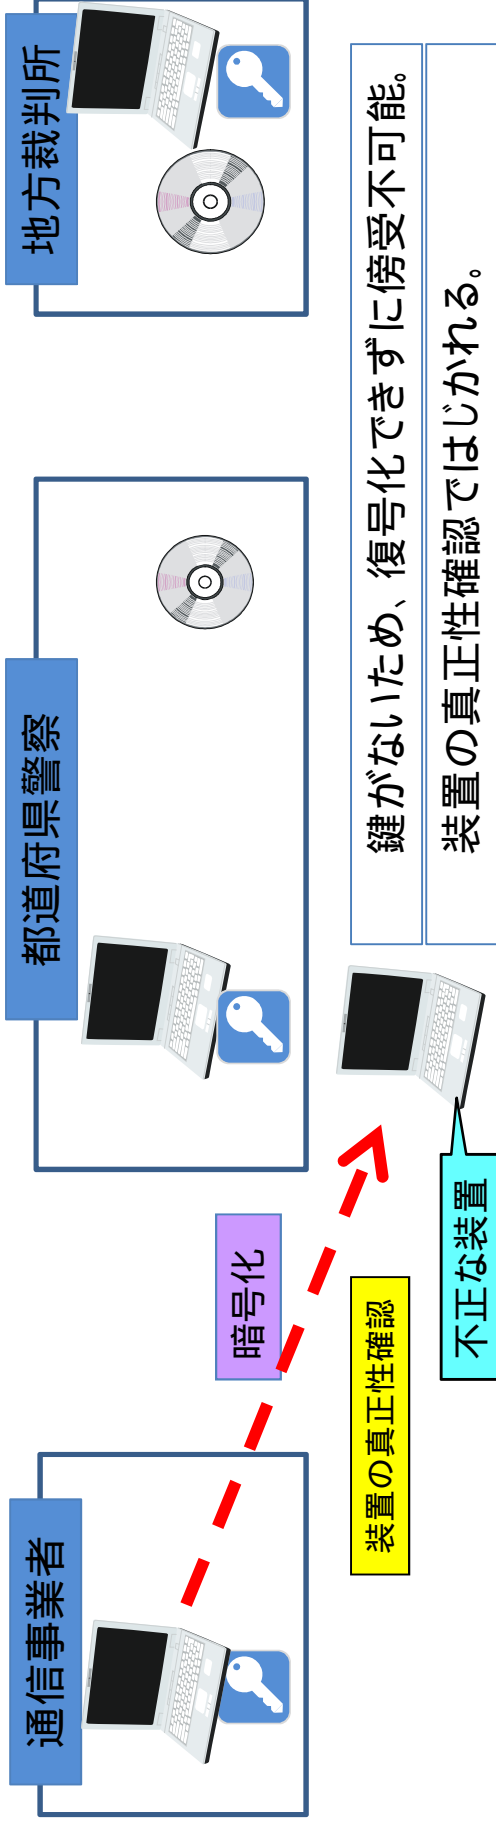 通信事業者
都道府県警察
地方裁判所
暗号化
装置の真正性確認
不正な装置
鍵がないため、復号化できずに傍受不可能。
装置の真正性確認ではじかれる。